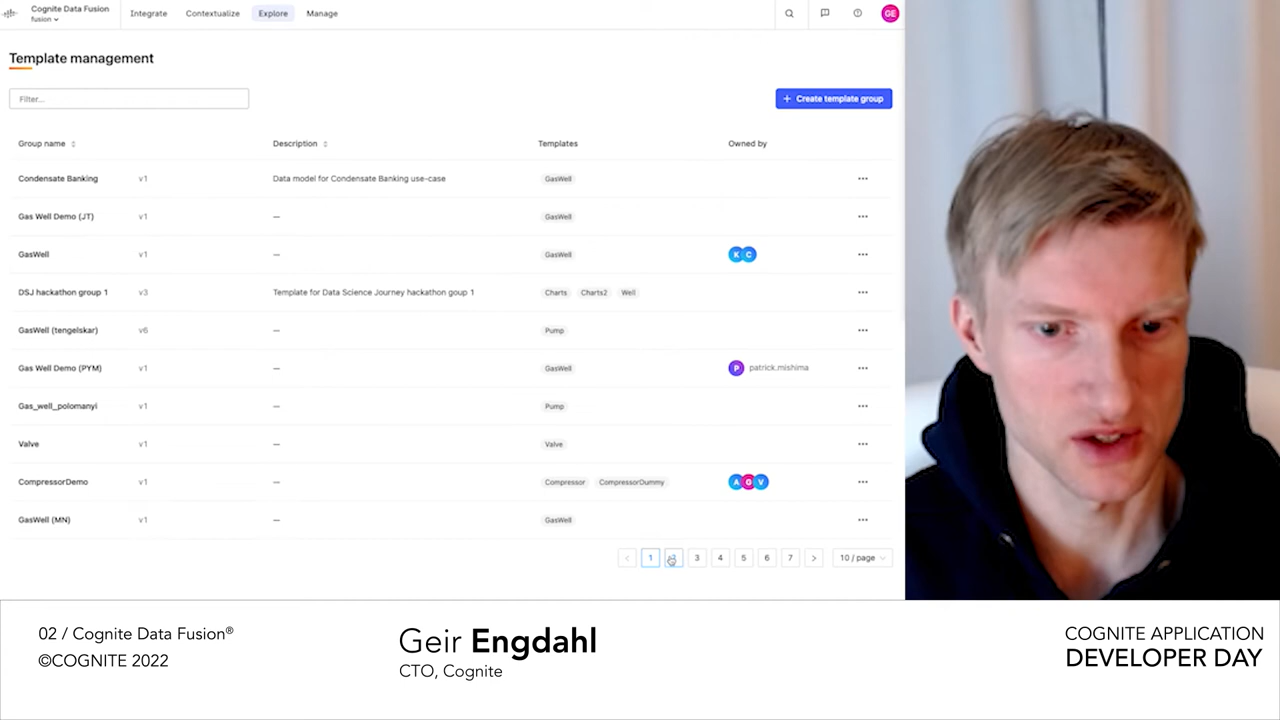 Cognite Data Fusion
fusion
Integrate
Contextualize
Explore
Manage
GE
Template management
Filter...
+ Create template group
Group name
Description
Templates
Owned by
Condensate Banking v1 Data model for Condensate Banking use-case GasWell ...
Gas Well Demo (JT) v1 — GasWell ...
GasWell v1 — GasWell K C ...
DSJ hackathon group 1 v3 Template for Data Science Journey hackathon goup 1 Charts Charts2 Well ...
GasWell (tengelskar) v6 — Pump ...
Gas Well Demo (PYM) v1 — GasWell P patrick.mishima ...
Gas_well_polomanyi v1 — Pump ...
Valve v1 — Valve ...
CompressorDemo v1 — Compressor CompressorDummy A G V ...
GasWell (MN) v1 — GasWell ...
< 1 2 3 4 5 6 7 > 10 / page
02 / Cognite Data Fusion®
©COGNITE 2022
Geir Engdahl
CTO, Cognite
COGNITE APPLICATION
DEVELOPER DAY